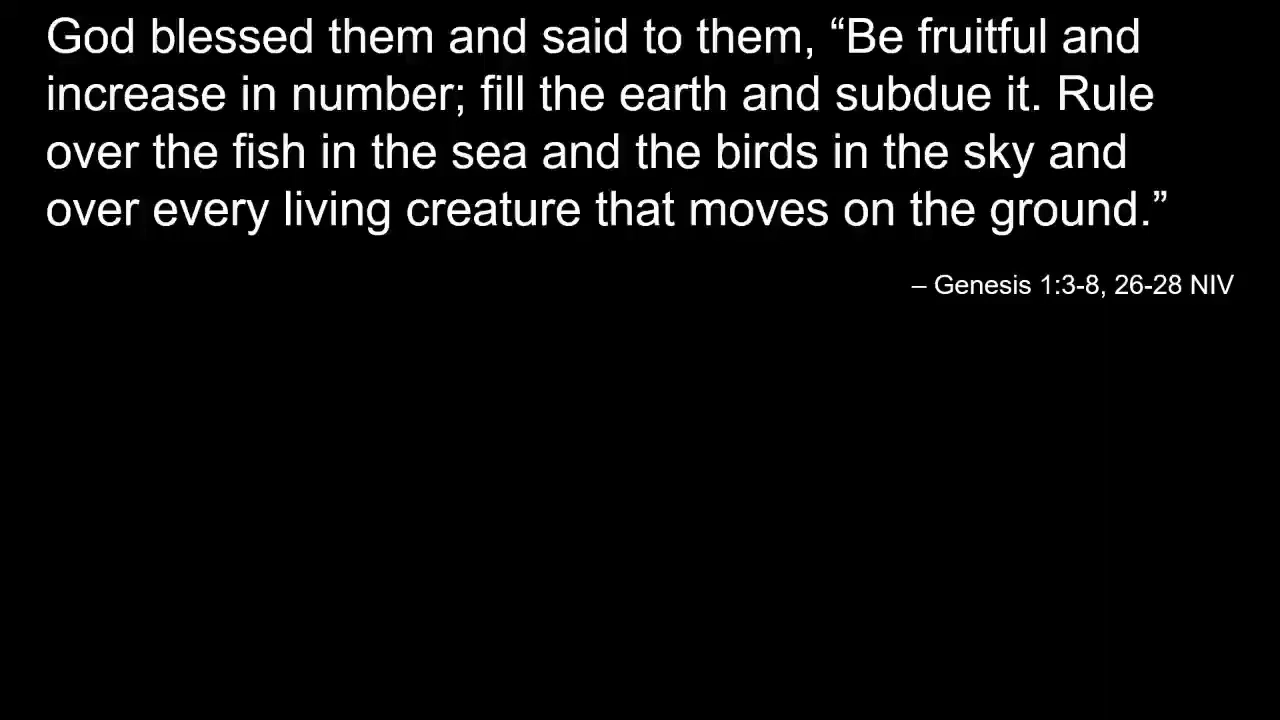 God blessed them and said to them, “Be fruitful and
increase in number; fill the earth and subdue it. Rule
over the fish in the sea and the birds in the sky and
over every living creature that moves on the ground.”
– Genesis 1:3-8, 26-28 NIV